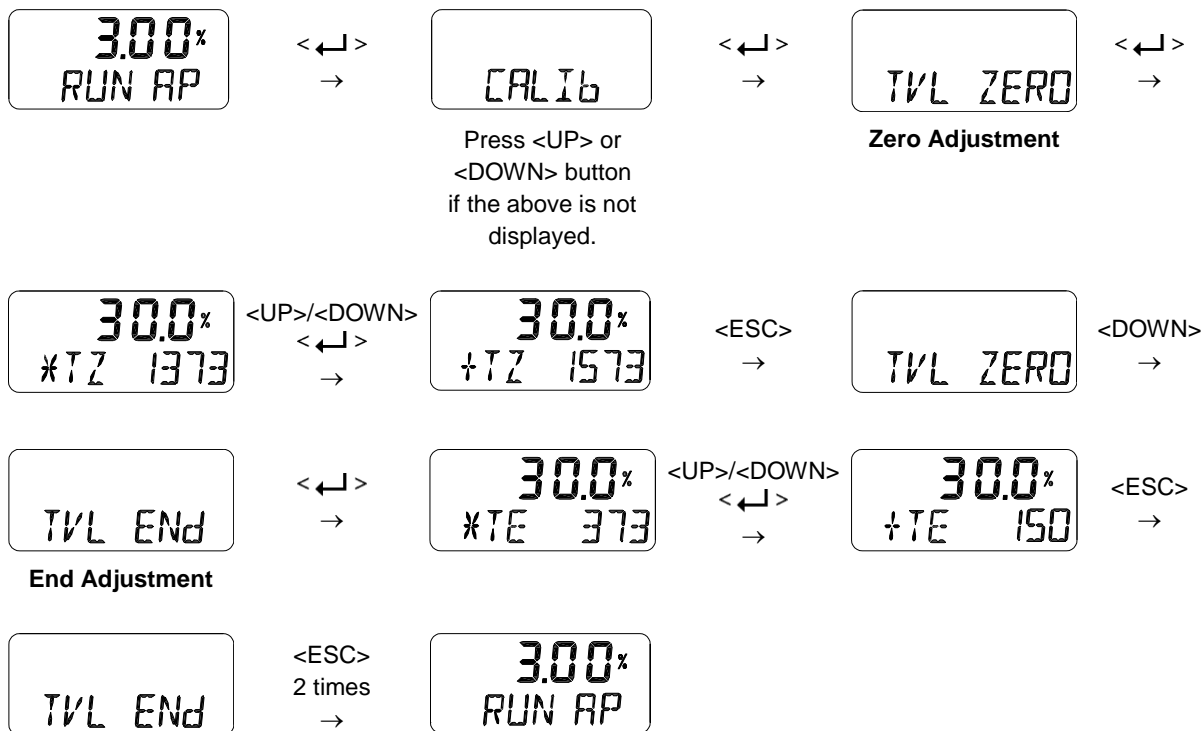 3.00%
RUN AP
< ↵ >
→
CALIb
Press <UP> or
<DOWN> button
if the above is not
displayed.
< ↵ >
→
TVL ZERO
Zero Adjustment
< ↵ >
→
30.0%
*TZ 1373
<UP>/<DOWN>
< ↵ >
→
30.0%
+TZ 1573
<ESC>
→
TVL ZERO
<DOWN>
→
TVL ENd
End Adjustment
< ↵ >
→
30.0%
*TE 373
<UP>/<DOWN>
< ↵ >
→
30.0%
+TE 150
<ESC>
→
TVL ENd
<ESC>
2 times
→
3.00%
RUN AP